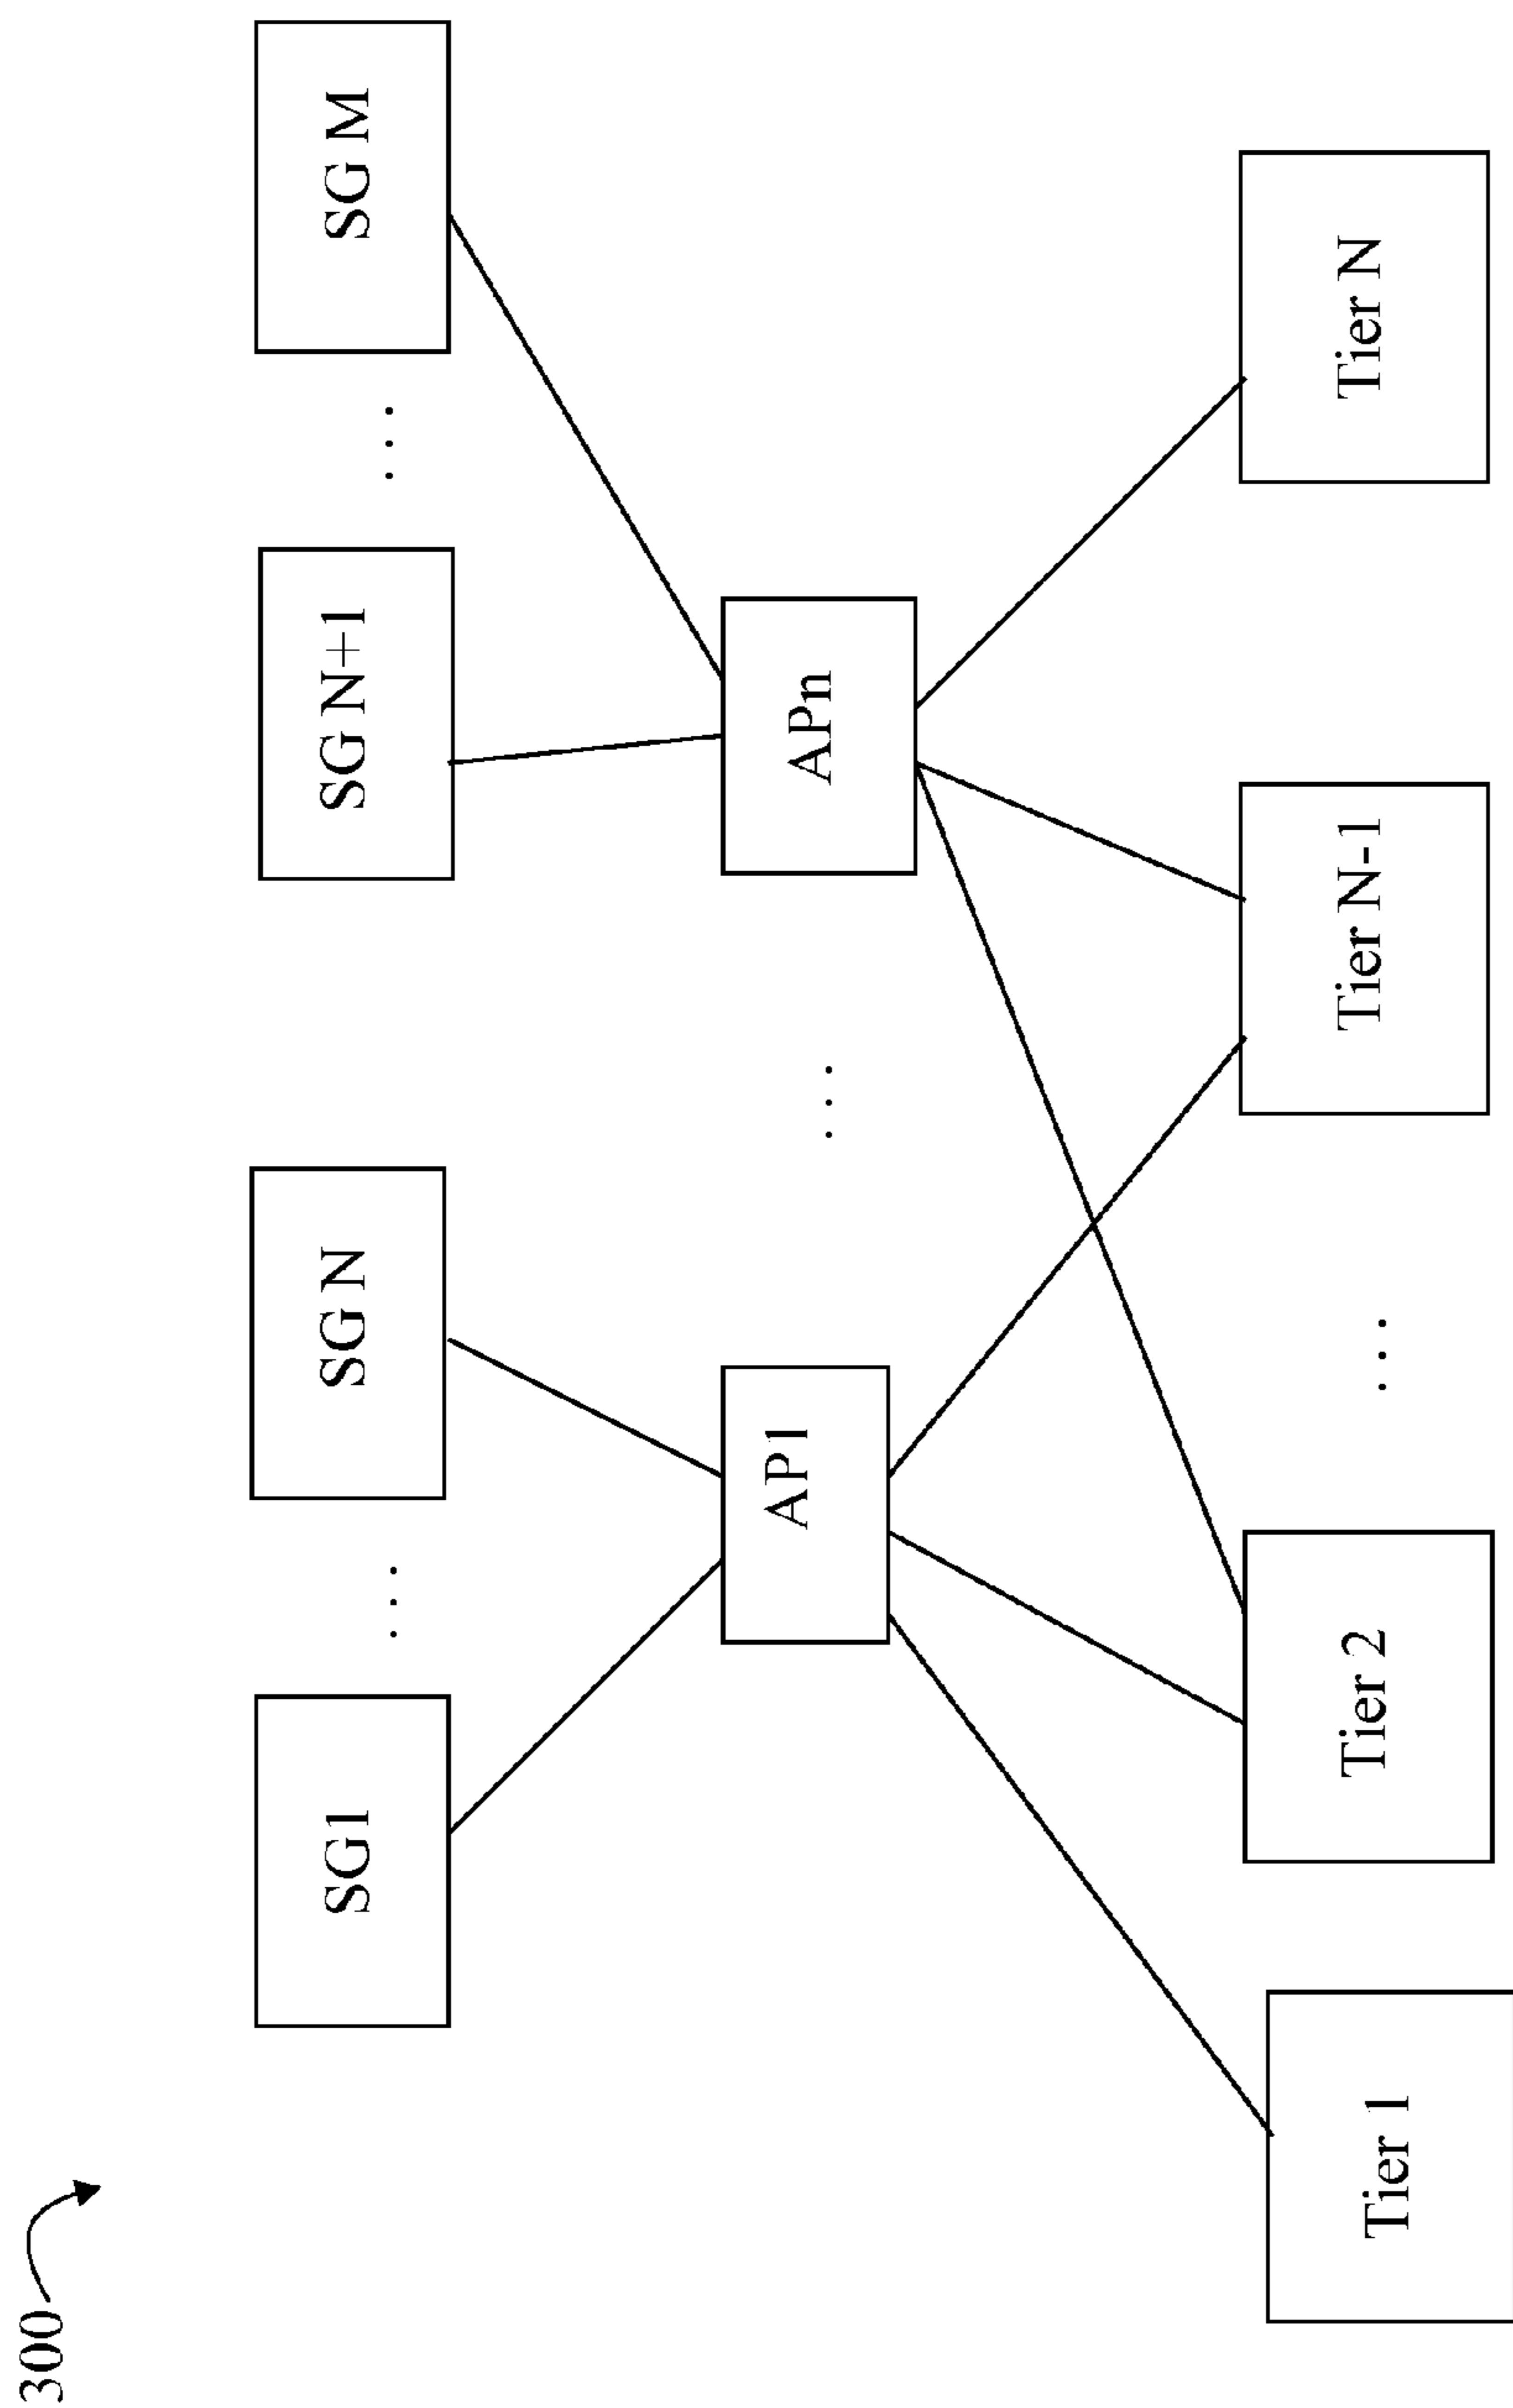 300
SG1
. . .
SG N
SG N+1
. . .
SG M
AP1
. . .
APn
Tier 1
Tier 2
. . .
Tier N-1
Tier N